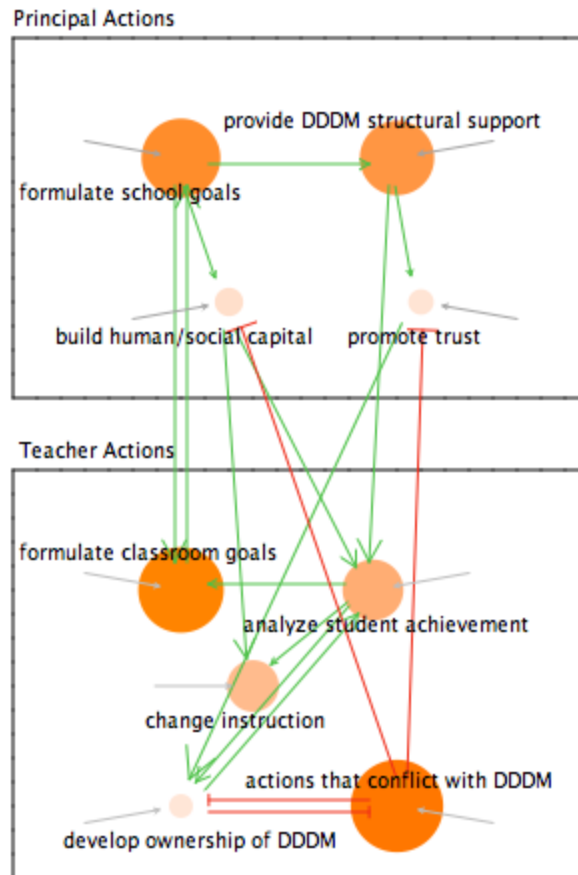 Principal Actions
provide DDDM structural support
formulate school goals
build human/social capital
promote trust
Teacher Actions
formulate classroom goals
analyze student achievement
change instruction
actions that conflict with DDDM
develop ownership of DDDM